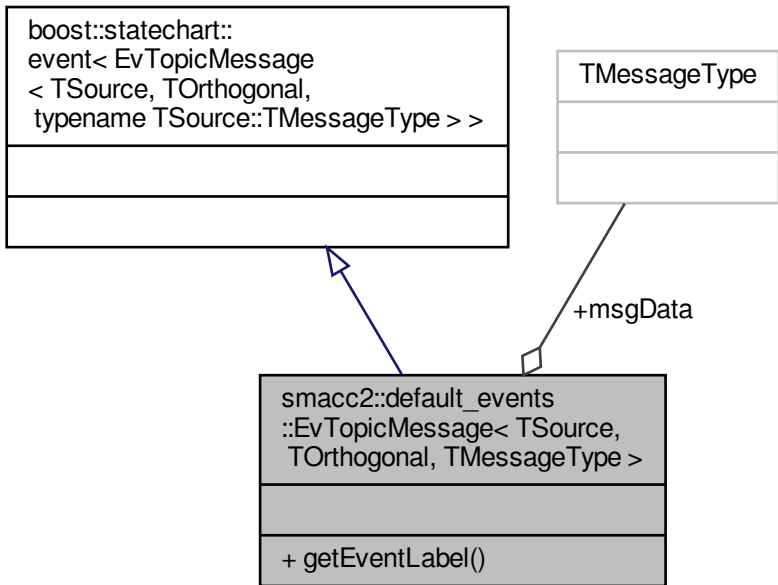 boost::statechart::
event< EvTopicMessage
< TSource, TOrthogonal,
typename TSource::TMessageType > >
TMessageType
+msgData
smacc2::default_events
::EvTopicMessage< TSource,
TOrthogonal, TMessageType >
+ getEventLabel()